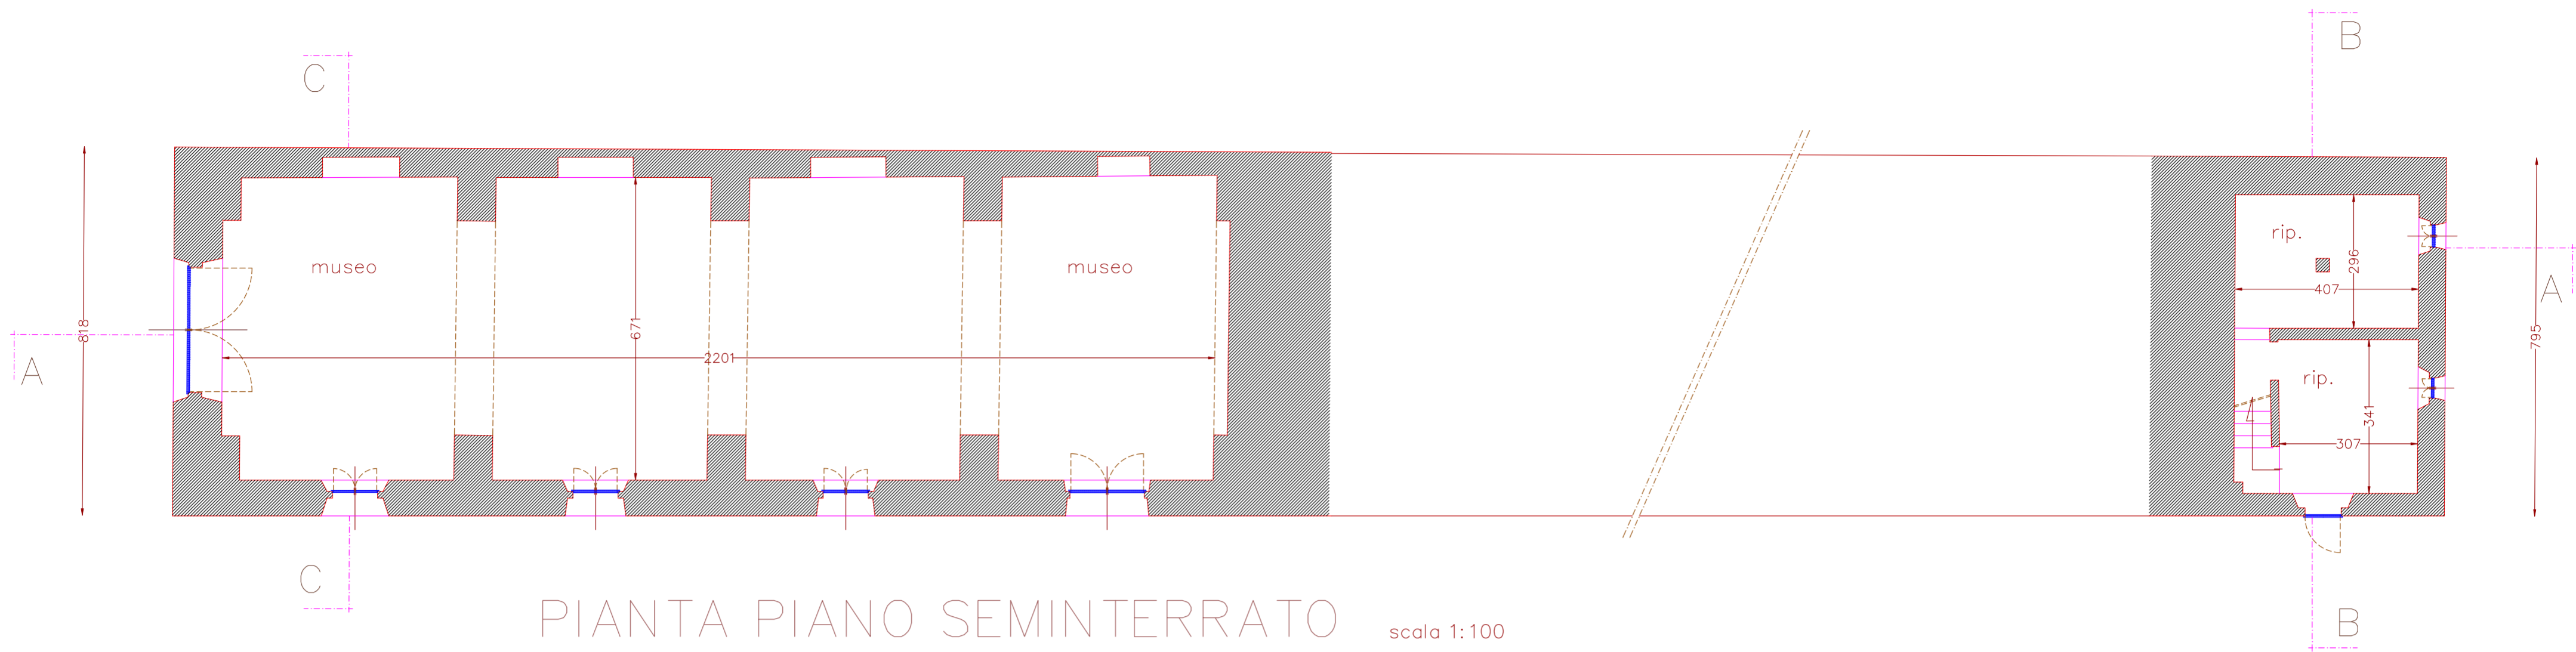 C
B
museo
museo
rip.
296
407
A
818
671
795
2201
A
rip.
341
307
C
B
PIANTA PIANO SEMINTERRATO scala 1:100